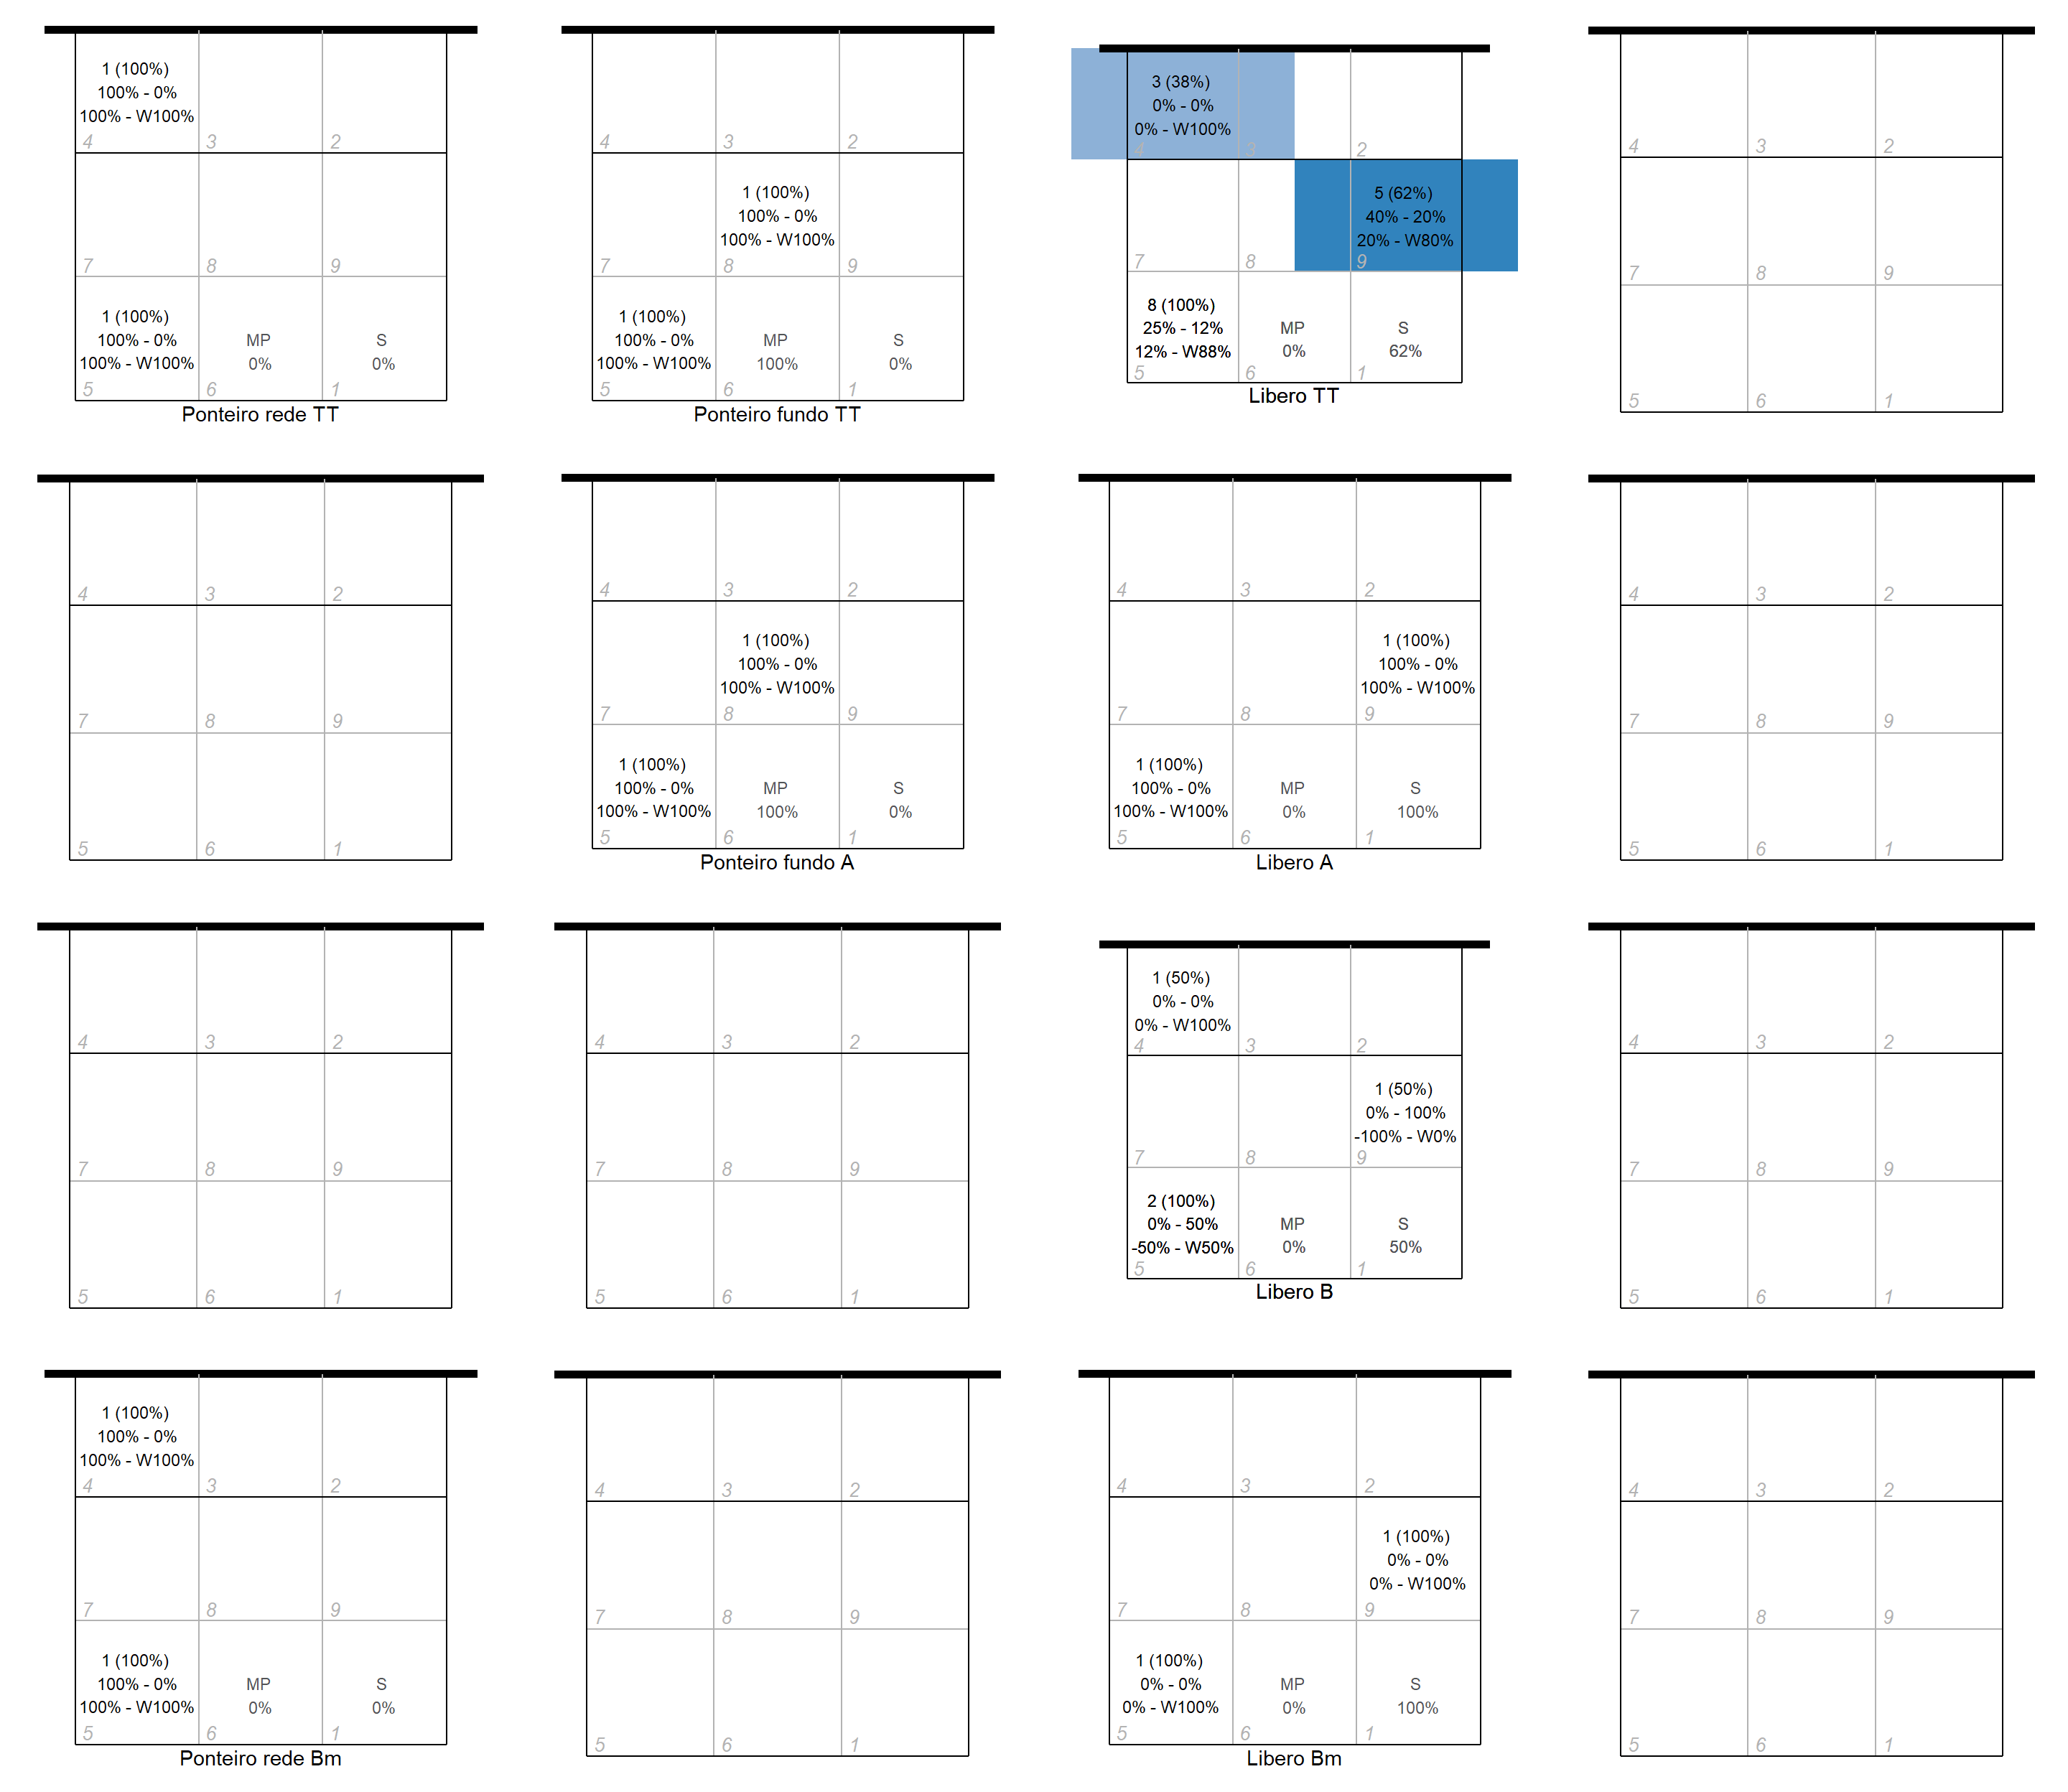 1 (100%)
100% - 0%
100% - W100%
4 3 2
7 8 9
1 (100%)
100% - 0%
100% - W100%
MP
0%
S
0%
5 6 1
Ponteiro rede TT
4 3 2
1 (100%)
100% - 0%
100% - W100%
7 8 9
1 (100%)
100% - 0%
100% - W100%
MP
100%
S
0%
5 6 1
Ponteiro fundo TT
3 (38%)
0% - 0%
0% - W100%
4 3 2
5 (62%)
40% - 20%
20% - W80%
7 8 9
8 (100%)
25% - 12%
12% - W88%
MP
0%
S
62%
5 6 1
Libero TT
4 3 2
7 8 9
5 6 1
4 3 2
7 8 9
5 6 1
4 3 2
1 (100%)
100% - 0%
100% - W100%
7 8 9
1 (100%)
100% - 0%
100% - W100%
MP
100%
S
0%
5 6 1
Ponteiro fundo A
4 3 2
1 (100%)
100% - 0%
100% - W100%
7 8 9
1 (100%)
100% - 0%
100% - W100%
MP
0%
S
100%
5 6 1
Libero A
4 3 2
7 8 9
5 6 1
4 3 2
7 8 9
5 6 1
4 3 2
7 8 9
5 6 1
1 (50%)
0% - 0%
0% - W100%
4 3 2
1 (50%)
0% - 100%
-100% - W0%
7 8 9
2 (100%)
0% - 50%
-50% - W50%
MP
0%
S
50%
5 6 1
Libero B
4 3 2
7 8 9
5 6 1
1 (100%)
100% - 0%
100% - W100%
4 3 2
7 8 9
1 (100%)
100% - 0%
100% - W100%
MP
0%
S
0%
5 6 1
Ponteiro rede Bm
4 3 2
7 8 9
5 6 1
4 3 2
1 (100%)
0% - 0%
0% - W100%
7 8 9
1 (100%)
0% - 0%
0% - W100%
MP
0%
S
100%
5 6 1
Libero Bm
4 3 2
7 8 9
5 6 1